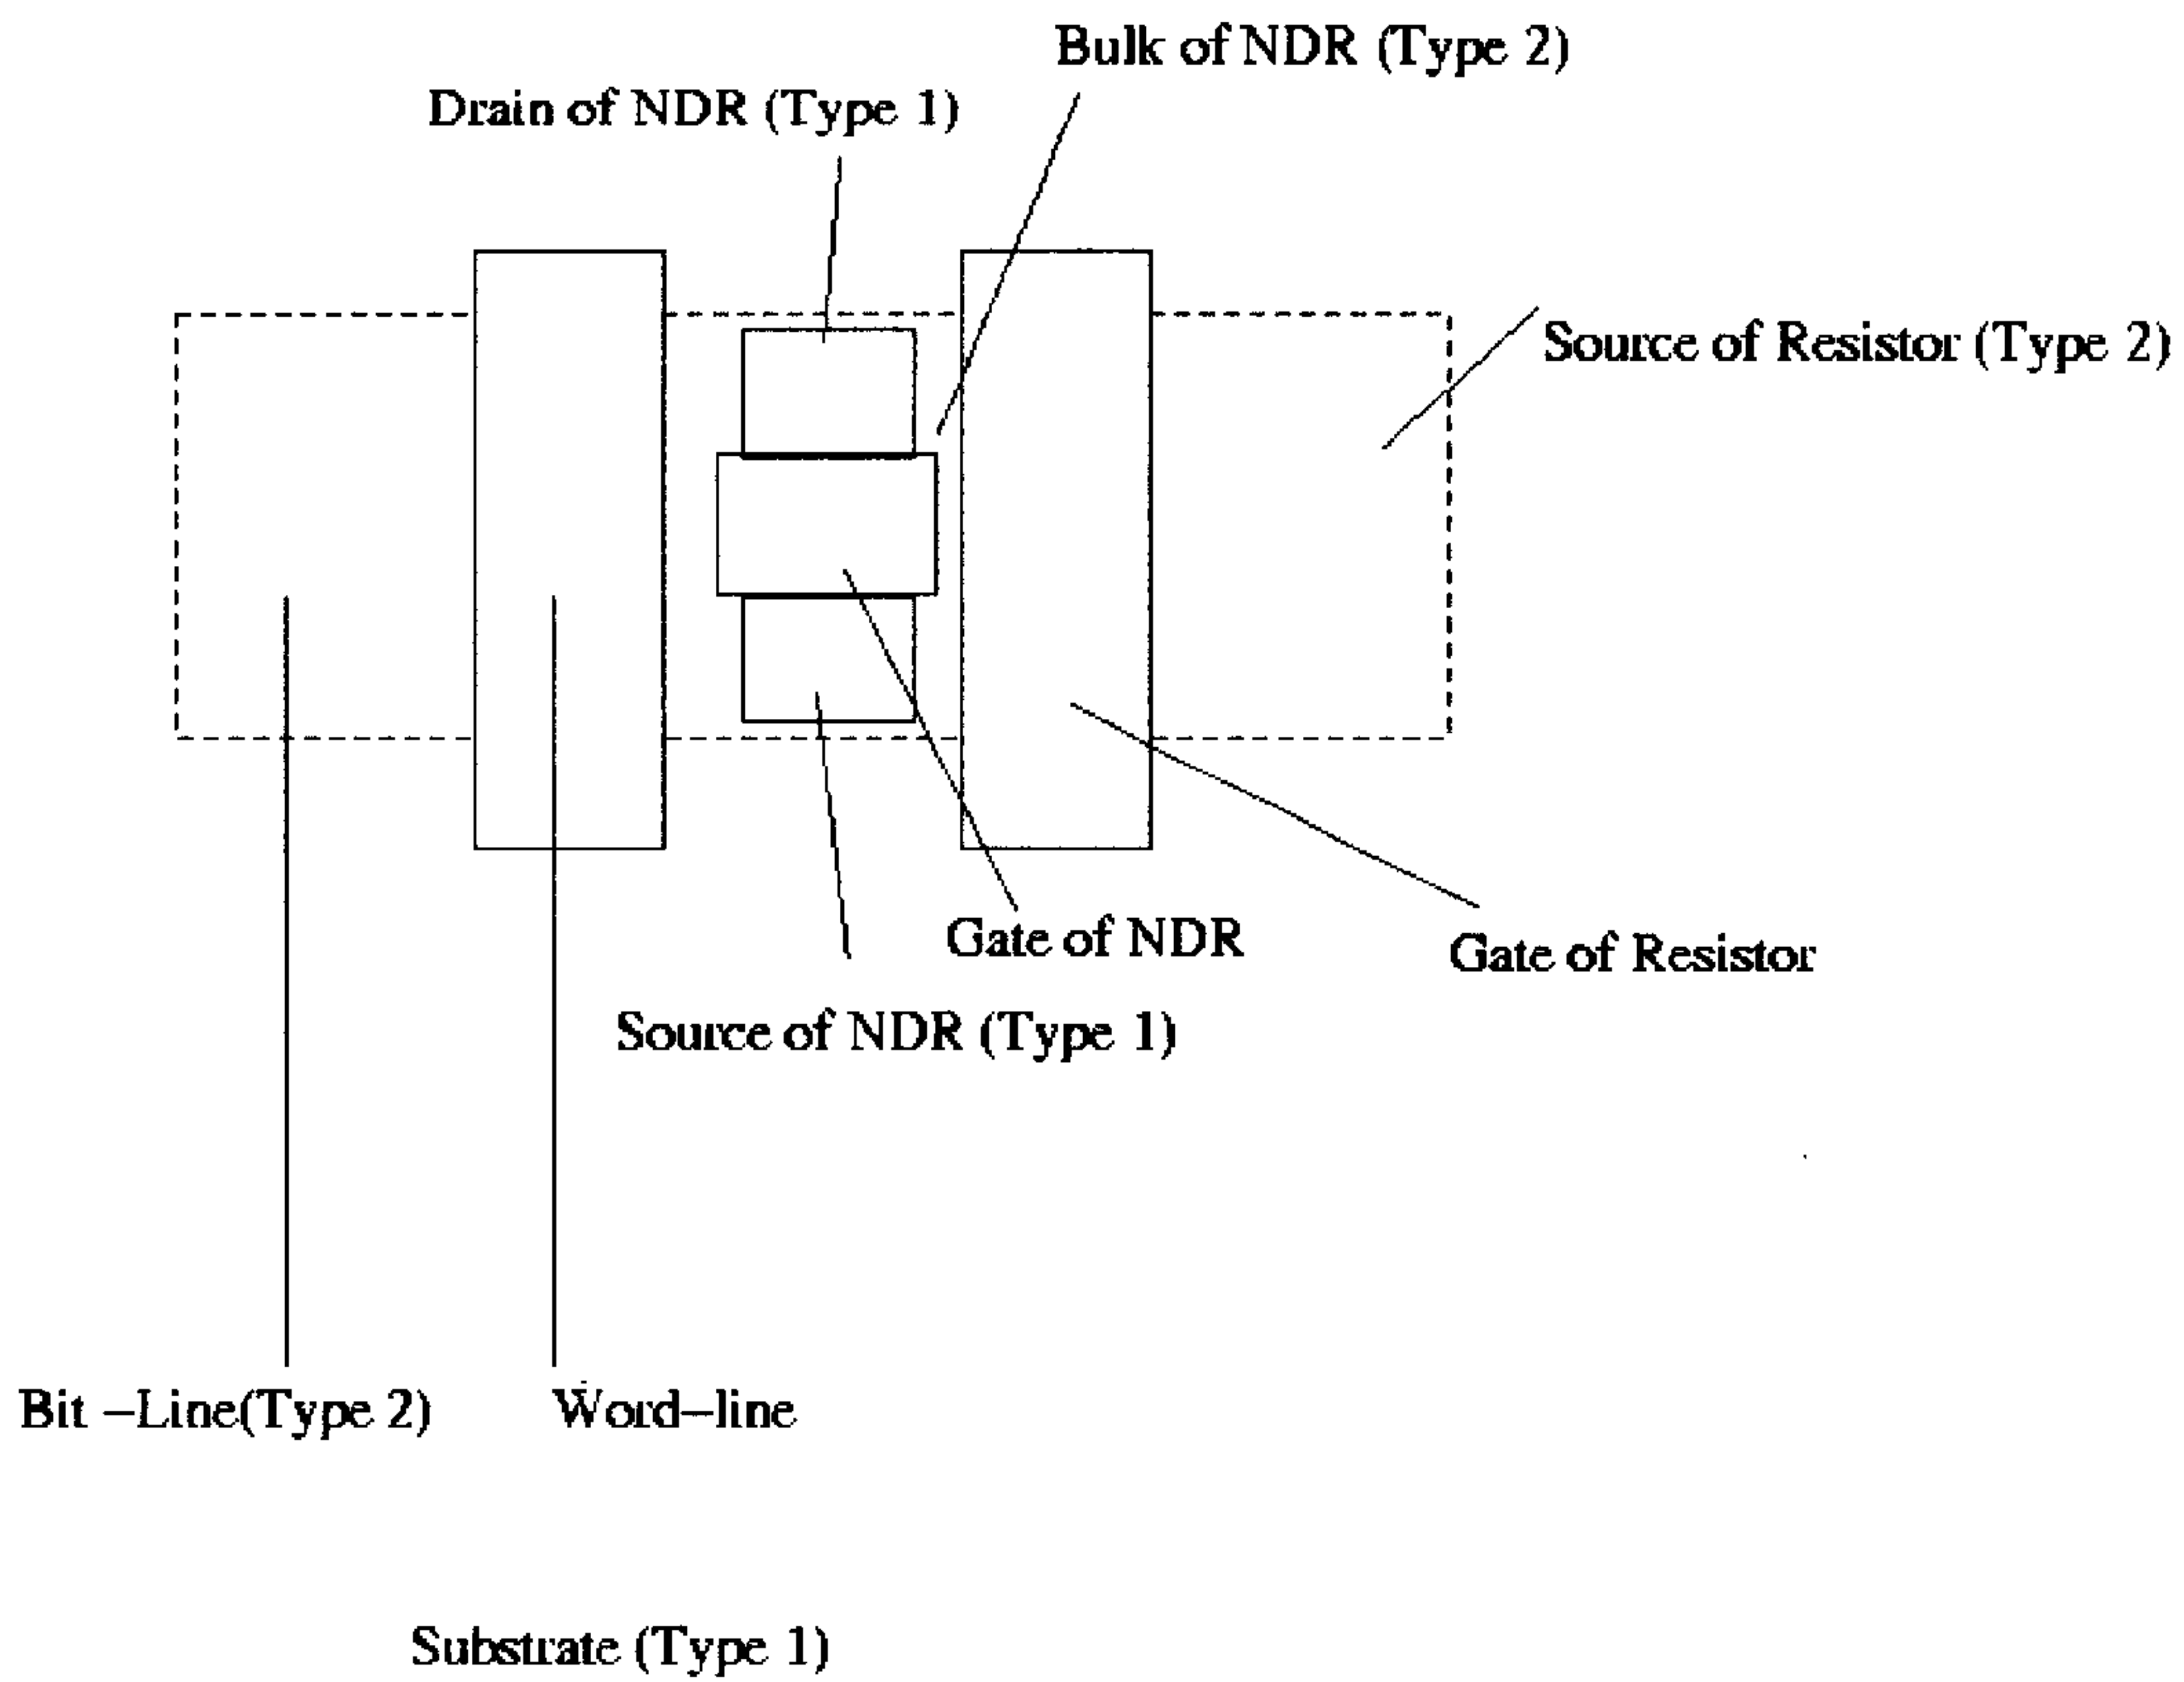 Bulk of NDR (Type 2)
Drain of NDR (Type 1)
Source of Resistor (Type 2)
Gate of NDR
Gate of Resistor
Source of NDR (Type 1)
Bit –Line(Type 2)
Word–line
Substrate (Type 1)